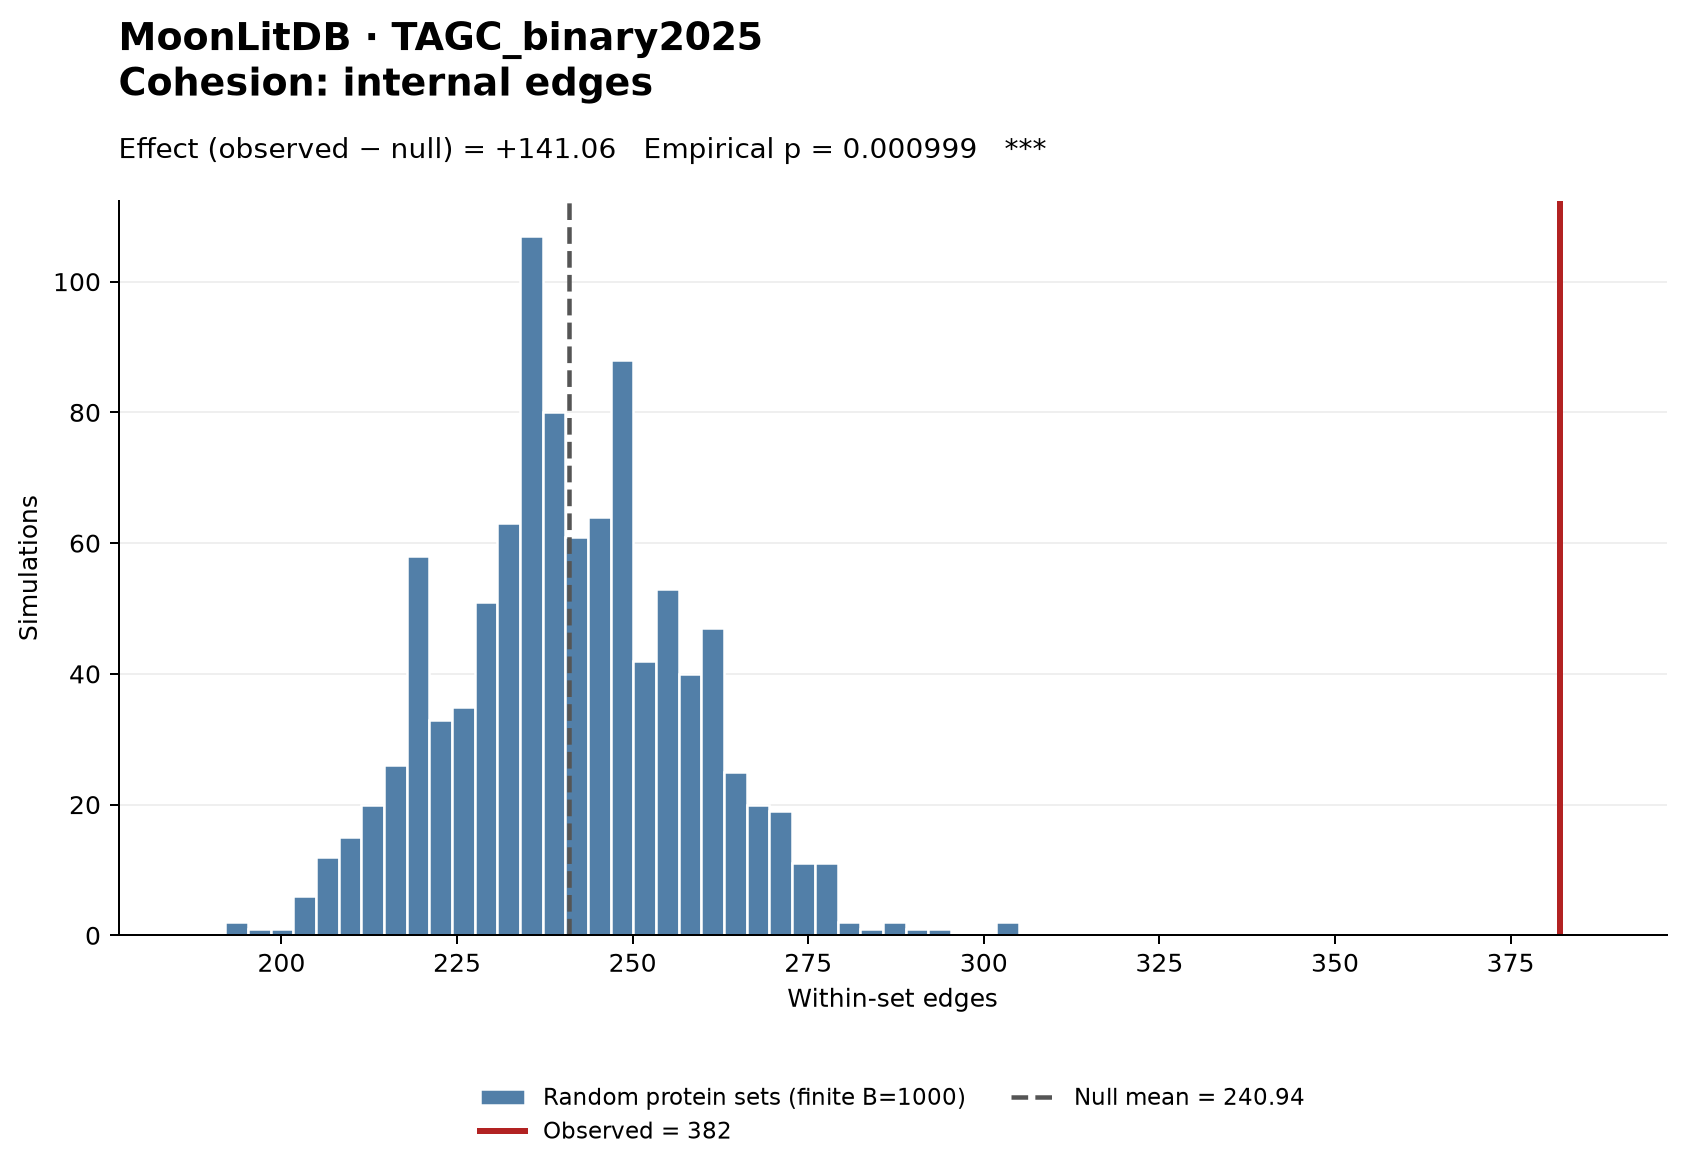 MoonLitDB · TAGC_binary2025
Cohesion: internal edges
Effect (observed − null) = +141.06   Empirical p = 0.000999   ***
Simulations
100
80
60
40
20
0
200 225 250 275 300 325 350 375
Within-set edges
Random protein sets (finite B=1000)
Null mean = 240.94
Observed = 382